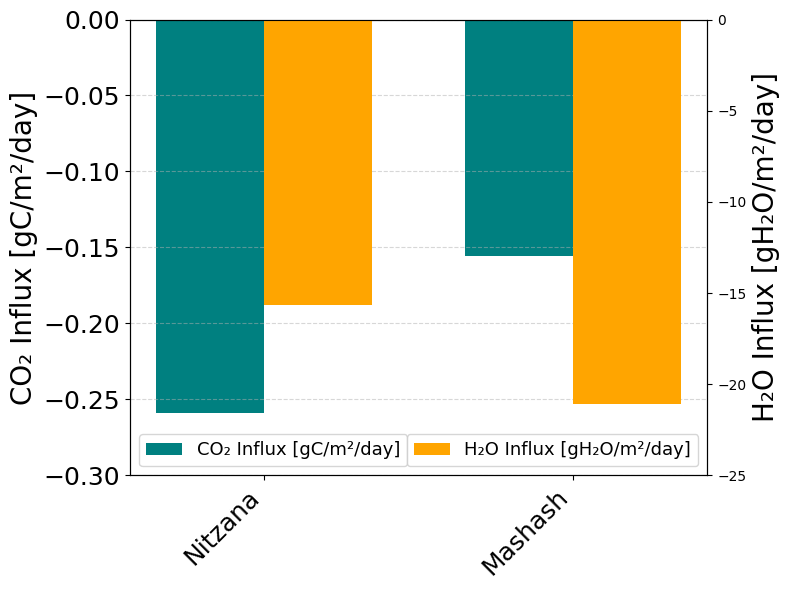 CO₂ Influx [gC/m²/day]
0.00
−0.05
−0.10
−0.15
−0.20
−0.25
−0.30
0
−5
−10
−15
−20
−25
H₂O Influx [gH₂O/m²/day]
CO₂ Influx [gC/m²/day]
H₂O Influx [gH₂O/m²/day]
Nitzana
Mashash